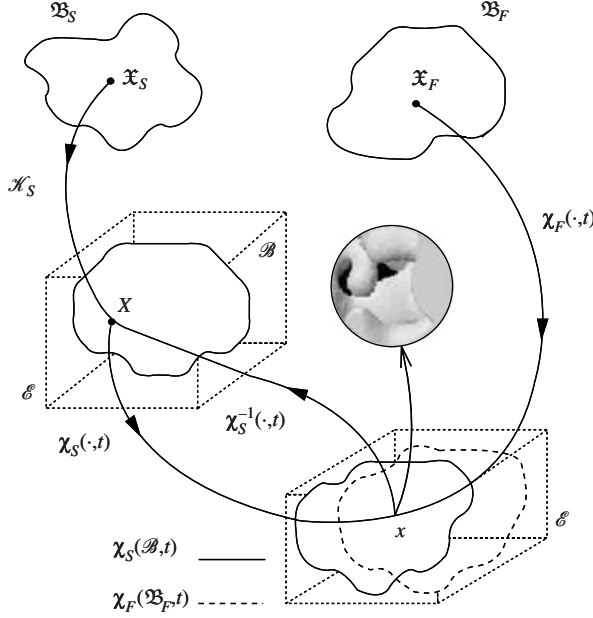 𝔅_S
𝔅_F
𝔛_S
𝔛_F
𝒦_S
χ_F(·,t)
ℬ
X
ℰ
χ_S(·,t)
χ_S^{-1}(·,t)
x
ℰ
χ_S(ℬ,t)
χ_F(𝔅_F,t)